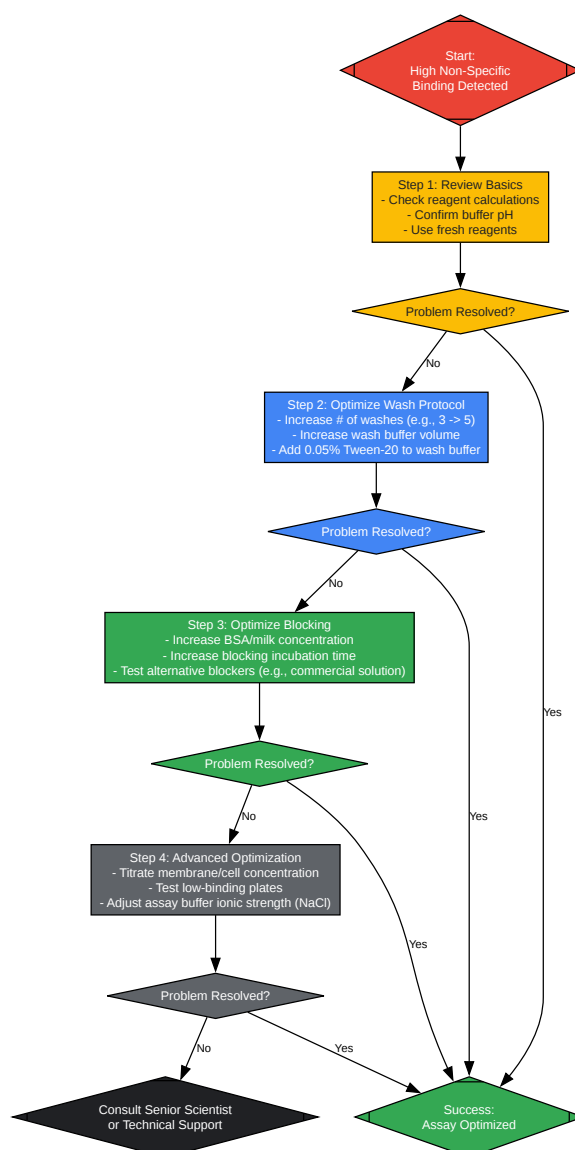 Start:
High Non-Specific
Binding Detected
Step 1: Review Basics
- Check reagent calculations
- Confirm buffer pH
- Use fresh reagents
Problem Resolved?
No
Step 2: Optimize Wash Protocol
- Increase # of washes (e.g., 3 -> 5)
- Increase wash buffer volume
- Add 0.05% Tween-20 to wash buffer
Problem Resolved?
No
Step 3: Optimize Blocking
- Increase BSA/milk concentration
- Increase blocking incubation time
- Test alternative blockers (e.g., commercial solution)
Yes
Problem Resolved?
No
Yes
Step 4: Advanced Optimization
- Titrate membrane/cell concentration
- Test low-binding plates
- Adjust assay buffer ionic strength (NaCl)
Yes
Problem Resolved?
No
Yes
Consult Senior Scientist
or Technical Support
Success:
Assay Optimized